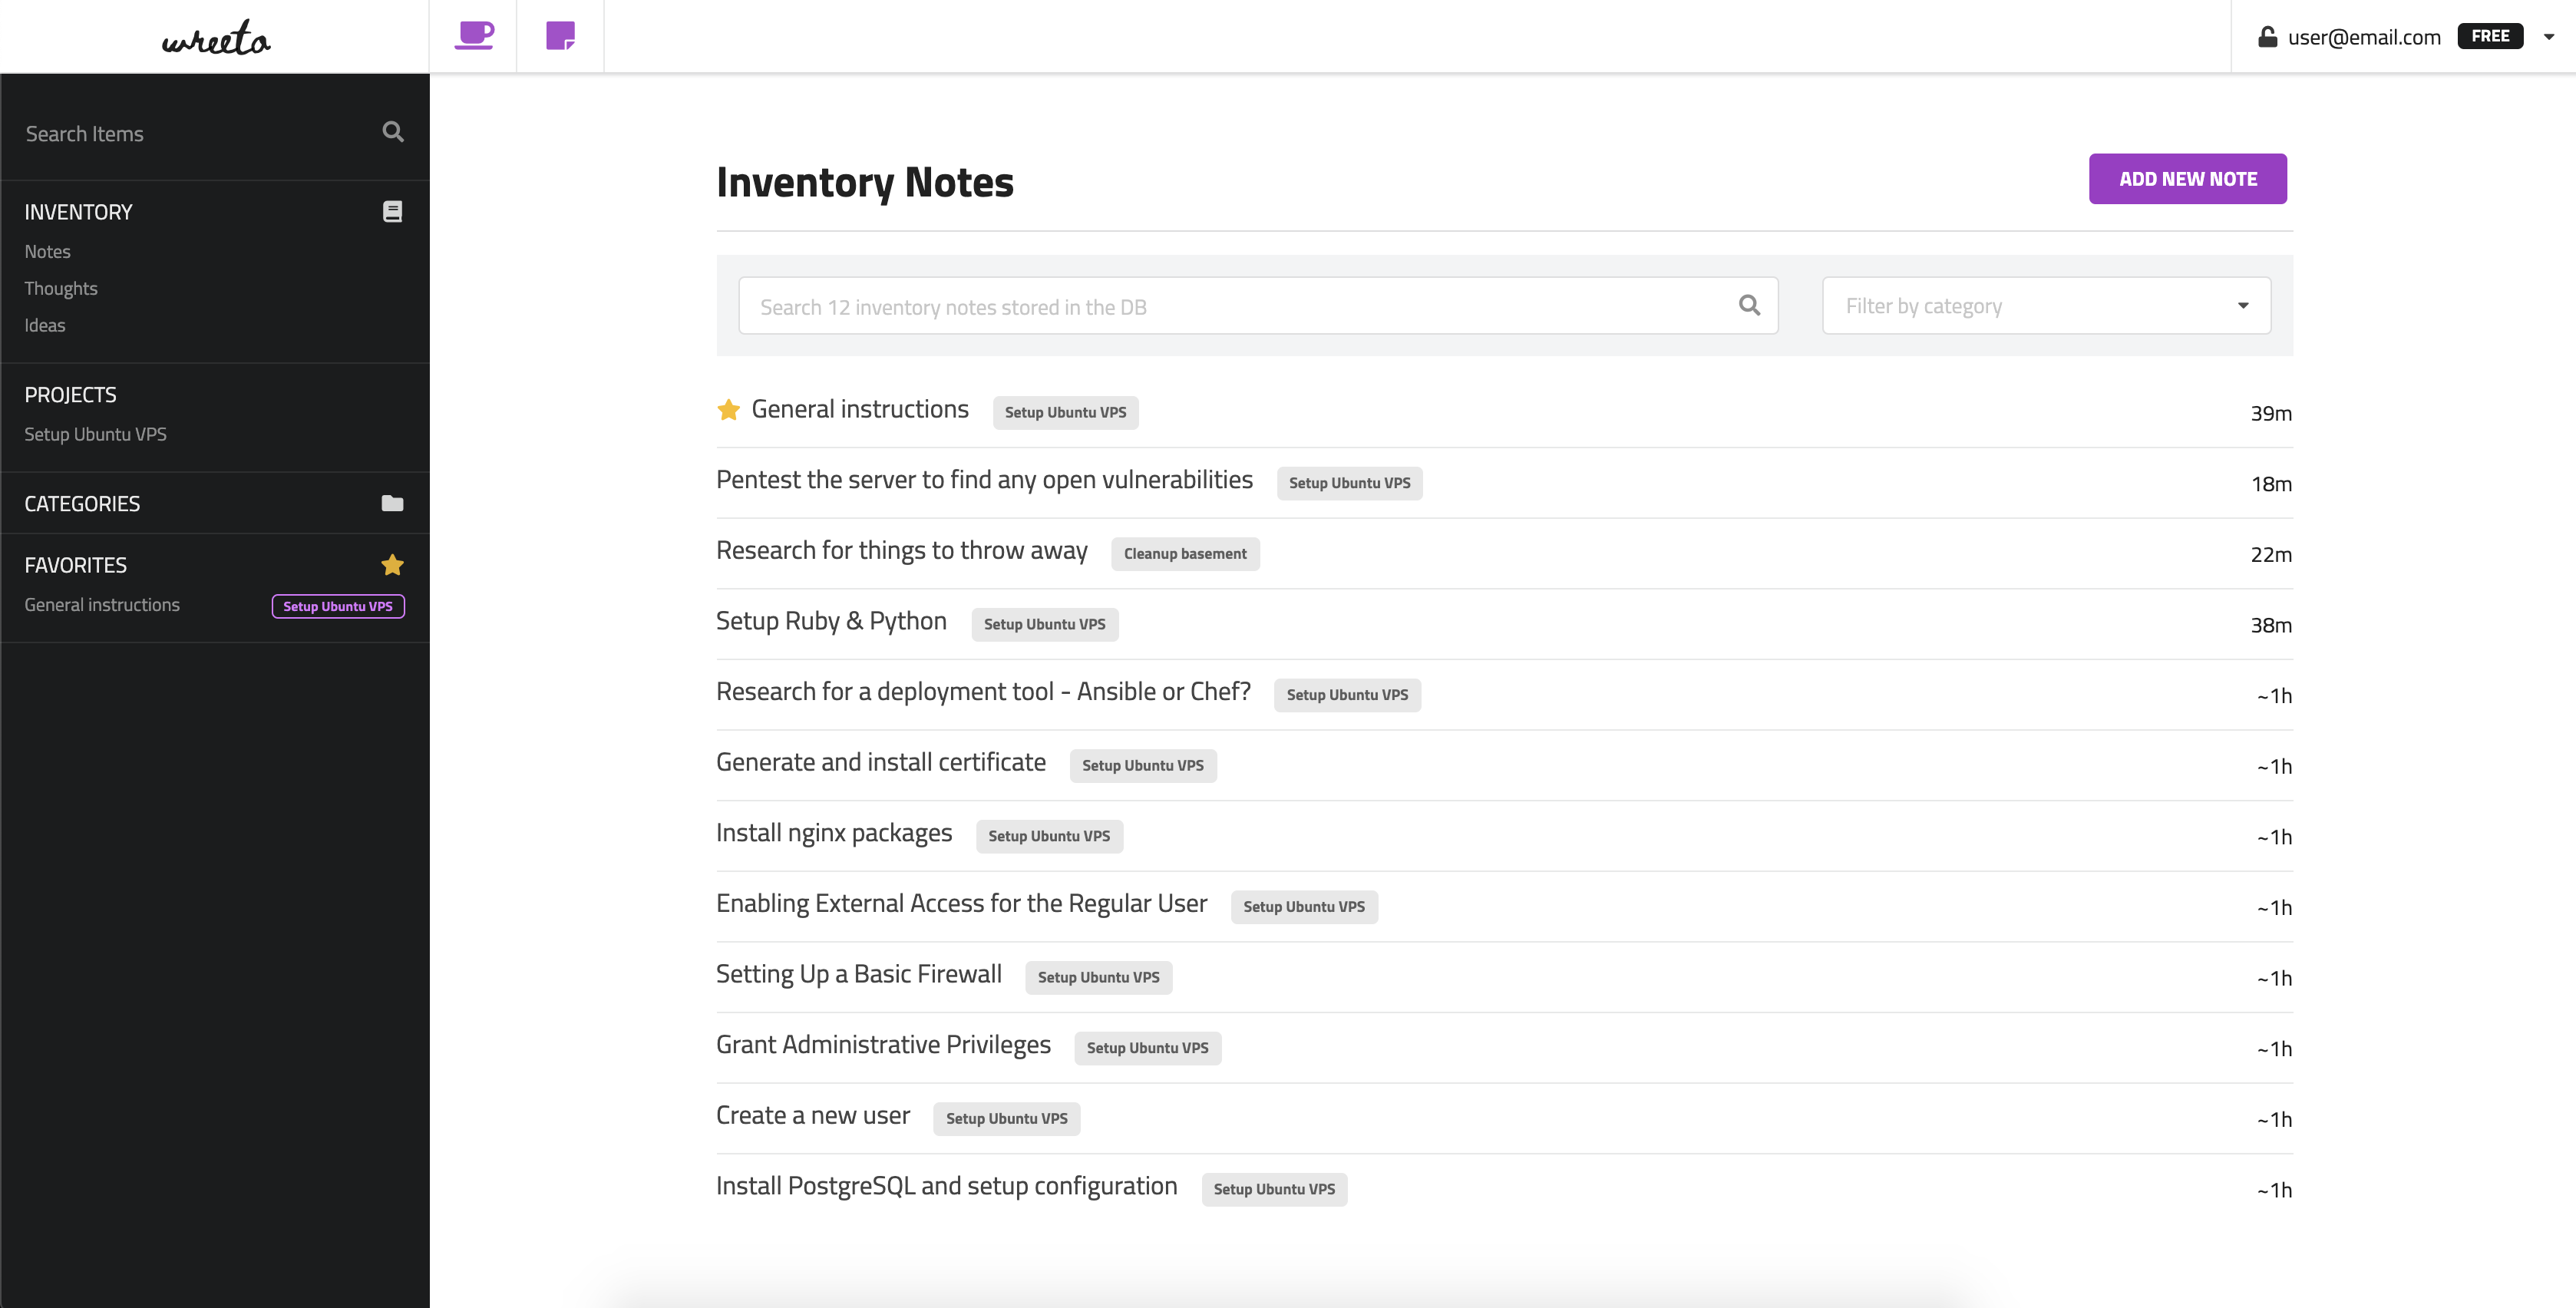 wreeto
user@email.com FREE
Search Items
INVENTORY
Notes
Thoughts
Ideas
PROJECTS
Setup Ubuntu VPS
CATEGORIES
FAVORITES
General instructions Setup Ubuntu VPS
Inventory Notes
ADD NEW NOTE
Search 12 inventory notes stored in the DB
Filter by category
General instructions Setup Ubuntu VPS 39m
Pentest the server to find any open vulnerabilities Setup Ubuntu VPS 18m
Research for things to throw away Cleanup basement 22m
Setup Ruby & Python Setup Ubuntu VPS 38m
Research for a deployment tool - Ansible or Chef? Setup Ubuntu VPS ~1h
Generate and install certificate Setup Ubuntu VPS ~1h
Install nginx packages Setup Ubuntu VPS ~1h
Enabling External Access for the Regular User Setup Ubuntu VPS ~1h
Setting Up a Basic Firewall Setup Ubuntu VPS ~1h
Grant Administrative Privileges Setup Ubuntu VPS ~1h
Create a new user Setup Ubuntu VPS ~1h
Install PostgreSQL and setup configuration Setup Ubuntu VPS ~1h